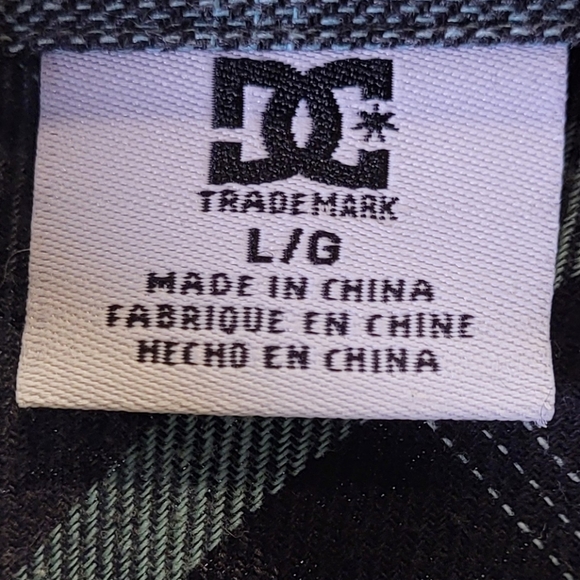 DC
TRADEMARK
L/G
MADE IN CHINA
FABRIQUE EN CHINE
HECHO EN CHINA